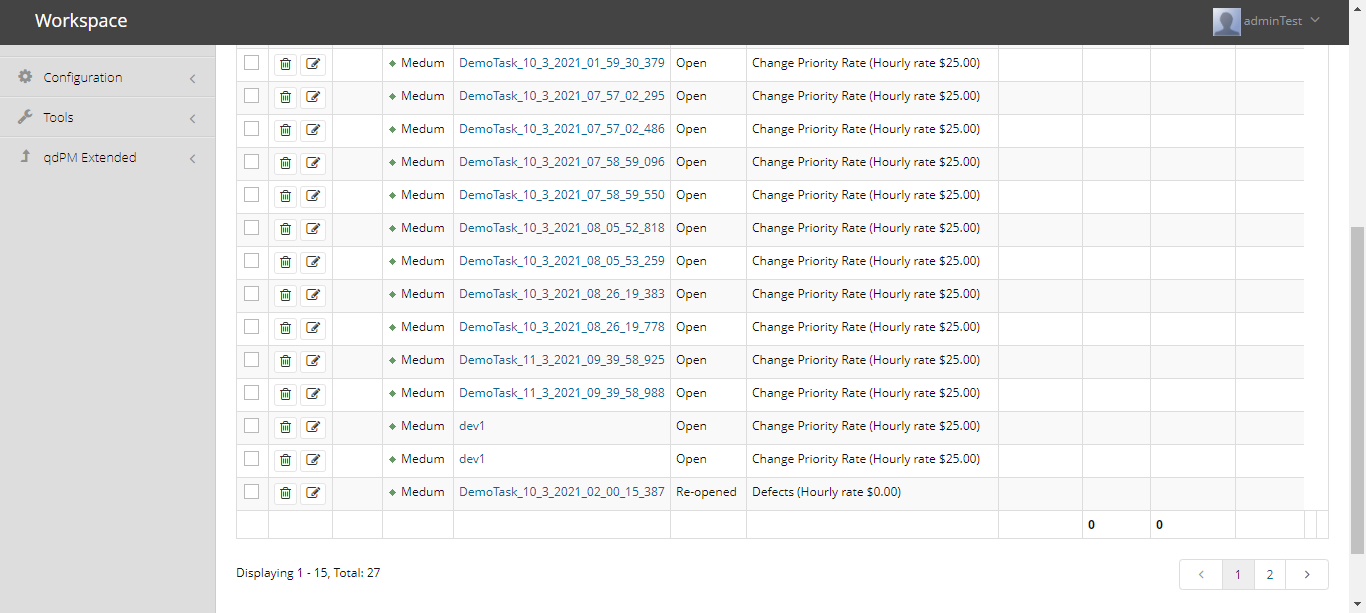 Workspace
adminTest
Configuration
Tools
qdPM Extended
Medum DemoTask_10_3_2021_01_59_30_379 Open Change Priority Rate (Hourly rate $25.00)
Medum DemoTask_10_3_2021_07_57_02_295 Open Change Priority Rate (Hourly rate $25.00)
Medum DemoTask_10_3_2021_07_57_02_486 Open Change Priority Rate (Hourly rate $25.00)
Medum DemoTask_10_3_2021_07_58_59_096 Open Change Priority Rate (Hourly rate $25.00)
Medum DemoTask_10_3_2021_07_58_59_550 Open Change Priority Rate (Hourly rate $25.00)
Medum DemoTask_10_3_2021_08_05_52_818 Open Change Priority Rate (Hourly rate $25.00)
Medum DemoTask_10_3_2021_08_05_53_259 Open Change Priority Rate (Hourly rate $25.00)
Medum DemoTask_10_3_2021_08_26_19_383 Open Change Priority Rate (Hourly rate $25.00)
Medum DemoTask_10_3_2021_08_26_19_778 Open Change Priority Rate (Hourly rate $25.00)
Medum DemoTask_11_3_2021_09_39_58_925 Open Change Priority Rate (Hourly rate $25.00)
Medum DemoTask_11_3_2021_09_39_58_988 Open Change Priority Rate (Hourly rate $25.00)
Medum dev1 Open Change Priority Rate (Hourly rate $25.00)
Medum dev1 Open Change Priority Rate (Hourly rate $25.00)
Medum DemoTask_10_3_2021_02_00_15_387 Re-opened Defects (Hourly rate $0.00)
0 0
Displaying 1 - 15, Total: 27
1 2